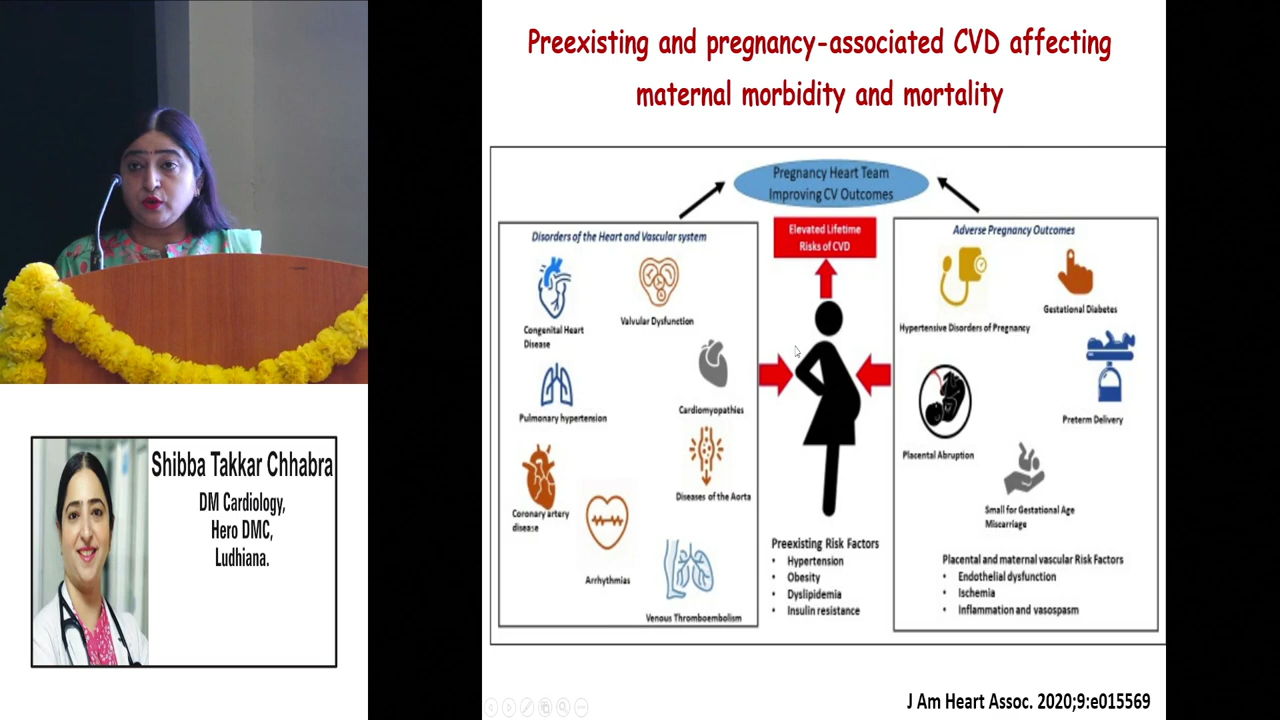 Preexisting and pregnancy-associated CVD affecting
maternal morbidity and mortality
Pregnancy Heart Team
Improving CV Outcomes
Disorders of the Heart and Vascular system
Congenital Heart
Disease
Valvular Dysfunction
Pulmonary hypertension
Cardiomyopathies
Coronary artery
disease
Diseases of the Aorta
Arrhythmias
Venous Thromboembolism
Elevated Lifetime
Risks of CVD
Preexisting Risk Factors
• Hypertension
• Obesity
• Dyslipidemia
• Insulin resistance
Adverse Pregnancy Outcomes
Hypertensive Disorders of Pregnancy
Gestational Diabetes
Preterm Delivery
Placental Abruption
Small for Gestational Age
Miscarriage
Placental and maternal vascular Risk Factors
• Endothelial dysfunction
• Ischemia
• Inflammation and vasospasm
J Am Heart Assoc. 2020;9:e015569
Shibba Takkar Chhabra
DM Cardiology,
Hero DMC,
Ludhiana.